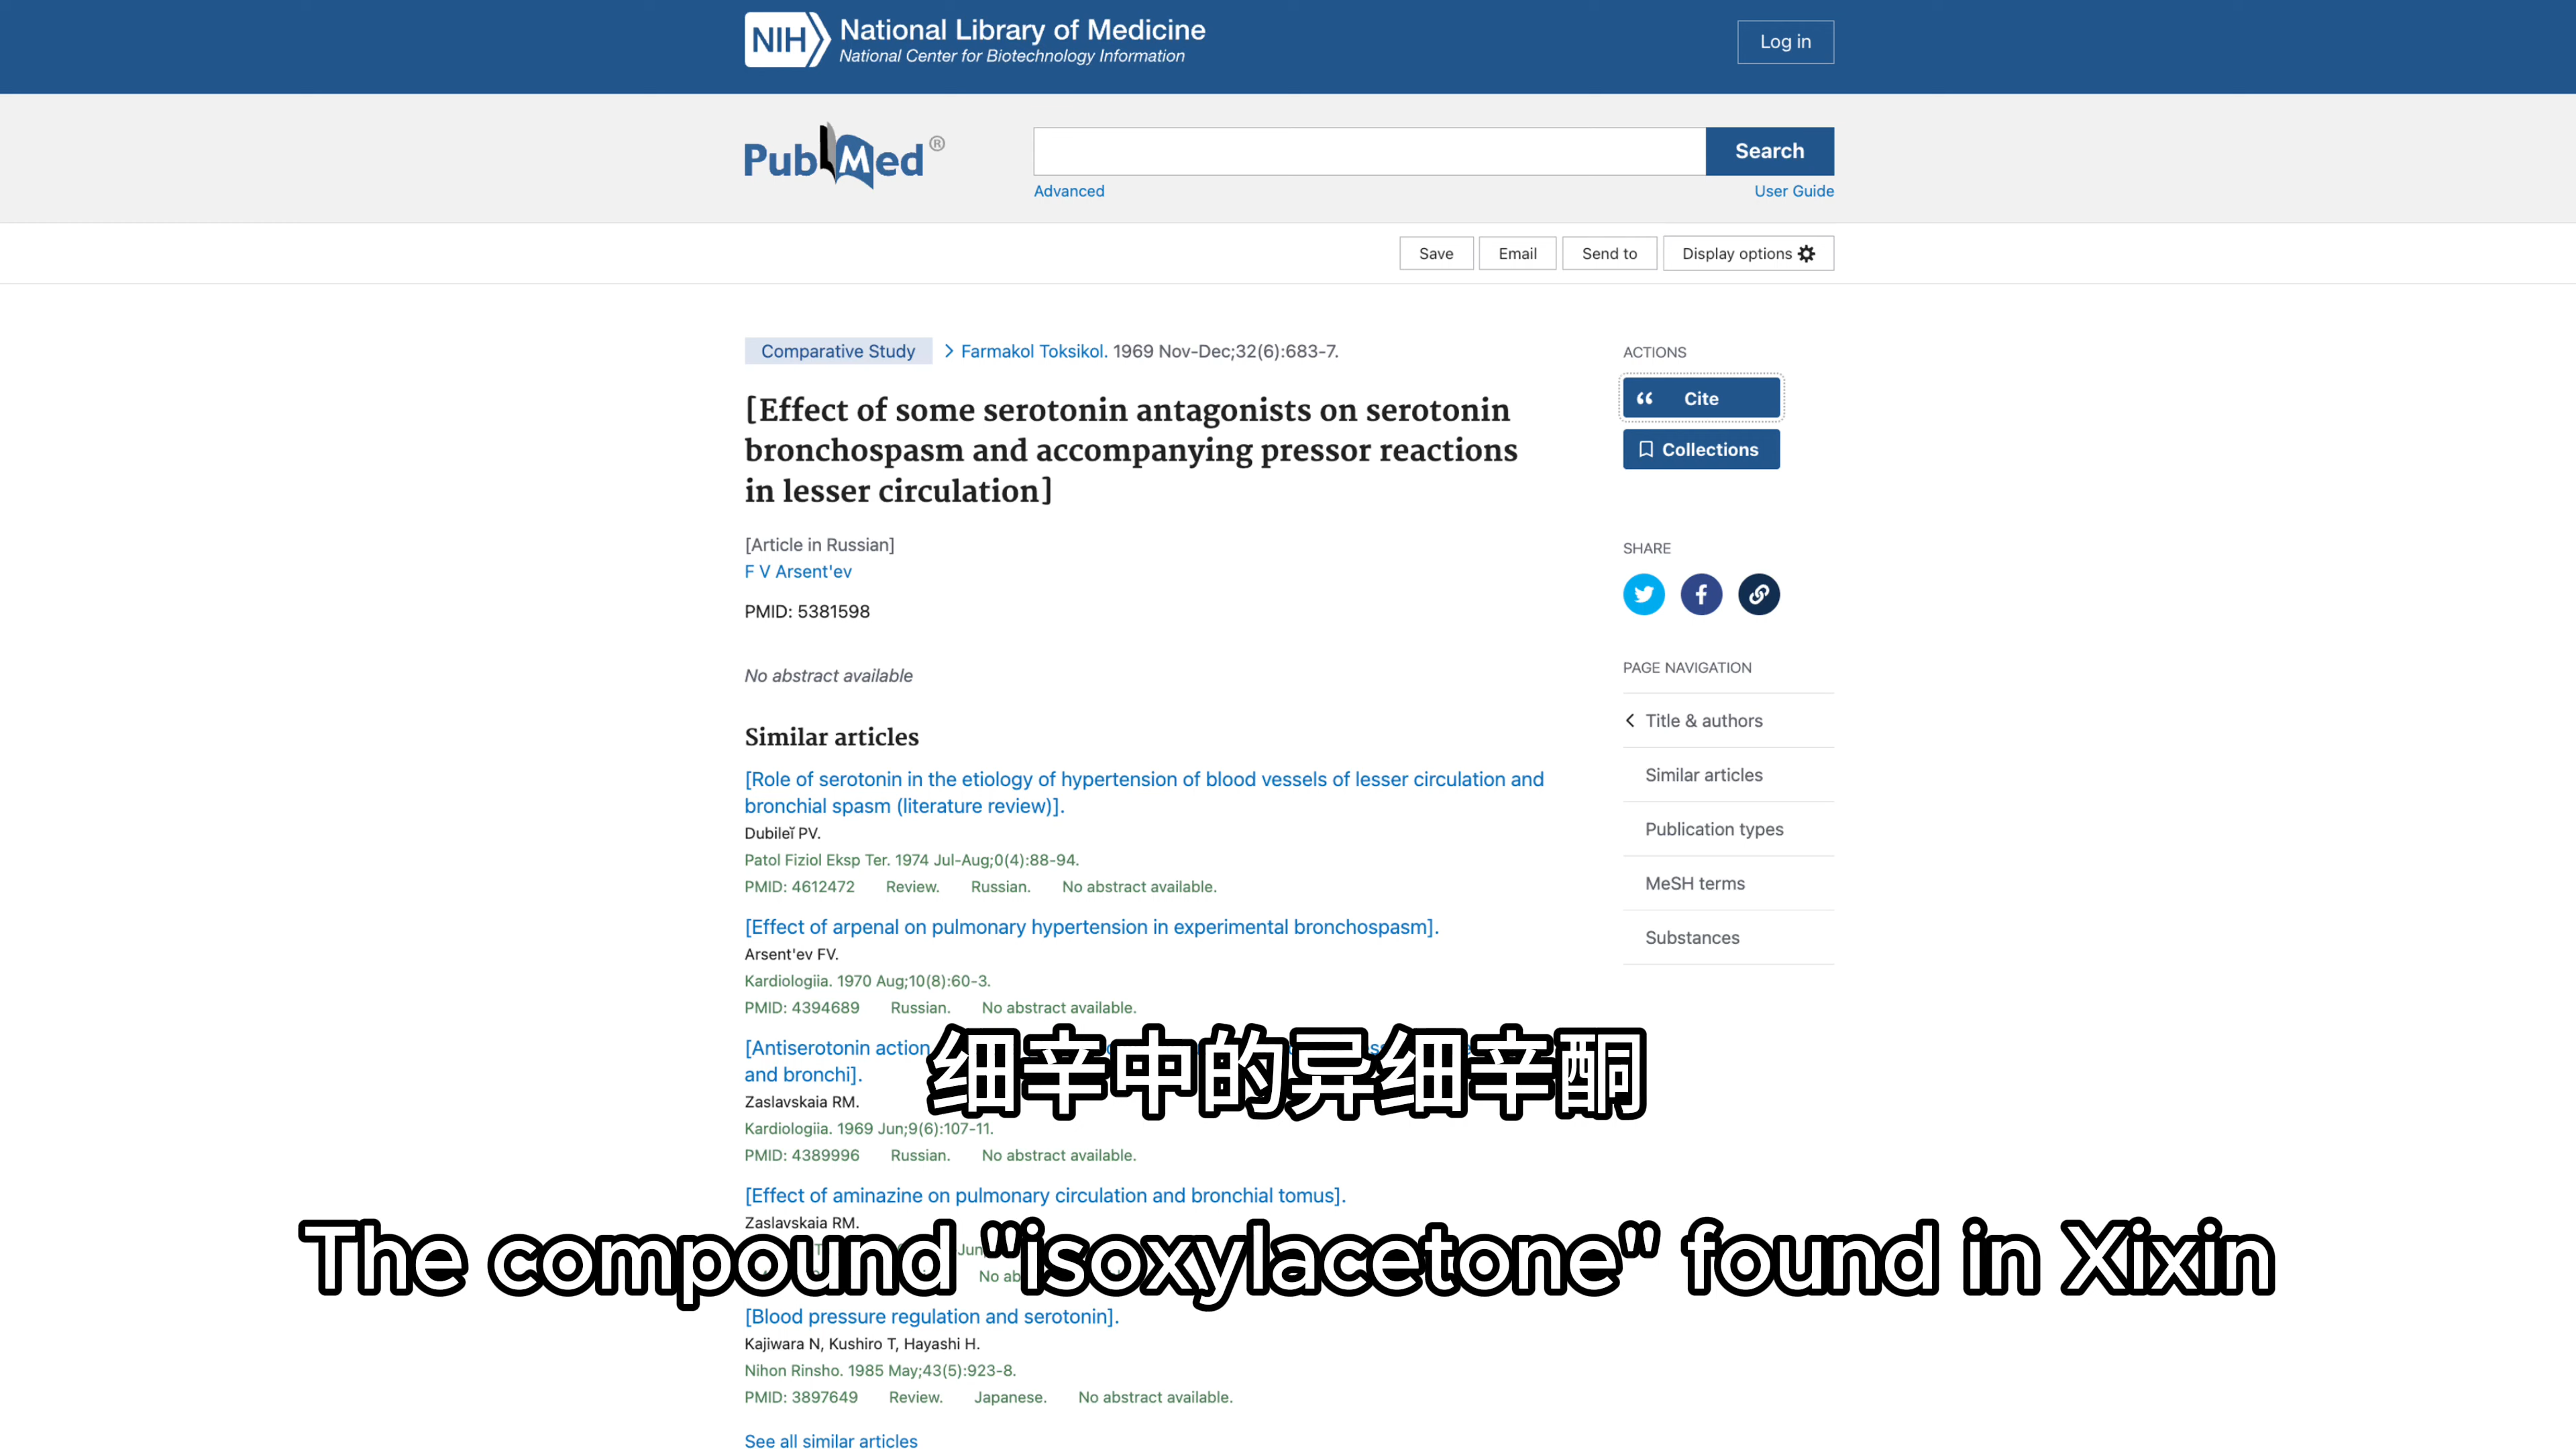 NIH National Library of Medicine
National Center for Biotechnology Information
Log in
PubMed®
Search
Advanced
User Guide
Save
Email
Send to
Display options
Comparative Study
Farmakol Toksikol. 1969 Nov-Dec;32(6):683-7.
[Effect of some serotonin antagonists on serotonin
bronchospasm and accompanying pressor reactions
in lesser circulation]
[Article in Russian]
F V Arsent'ev
PMID: 5381598
No abstract available
Similar articles
[Role of serotonin in the etiology of hypertension of blood vessels of lesser circulation and
bronchial spasm (literature review)].
Dubileĭ PV.
Patol Fiziol Eksp Ter. 1974 Jul-Aug;0(4):88-94.
PMID: 4612472 Review. Russian. No abstract available.
[Effect of arpenal on pulmonary hypertension in experimental bronchospasm].
Arsent'ev FV.
Kardiologiia. 1970 Aug;10(8):60-3.
PMID: 4394689 Russian. No abstract available.
[Antiserotonin action
and bronchi].
Zaslavskaia RM.
Kardiologiia. 1969 Jun;9(6):107-11.
PMID: 4389996 Russian. No abstract available.
[Effect of aminazine on pulmonary circulation and bronchial tomus].
Zaslavskaia RM.
[Blood pressure regulation and serotonin].
Kajiwara N, Kushiro T, Hayashi H.
Nihon Rinsho. 1985 May;43(5):923-8.
PMID: 3897649 Review. Japanese. No abstract available.
See all similar articles
ACTIONS
Cite
Collections
SHARE
PAGE NAVIGATION
Title & authors
Similar articles
Publication types
MeSH terms
Substances
细辛中的异细辛酮
The compound "isoxylacetone" found in Xixin